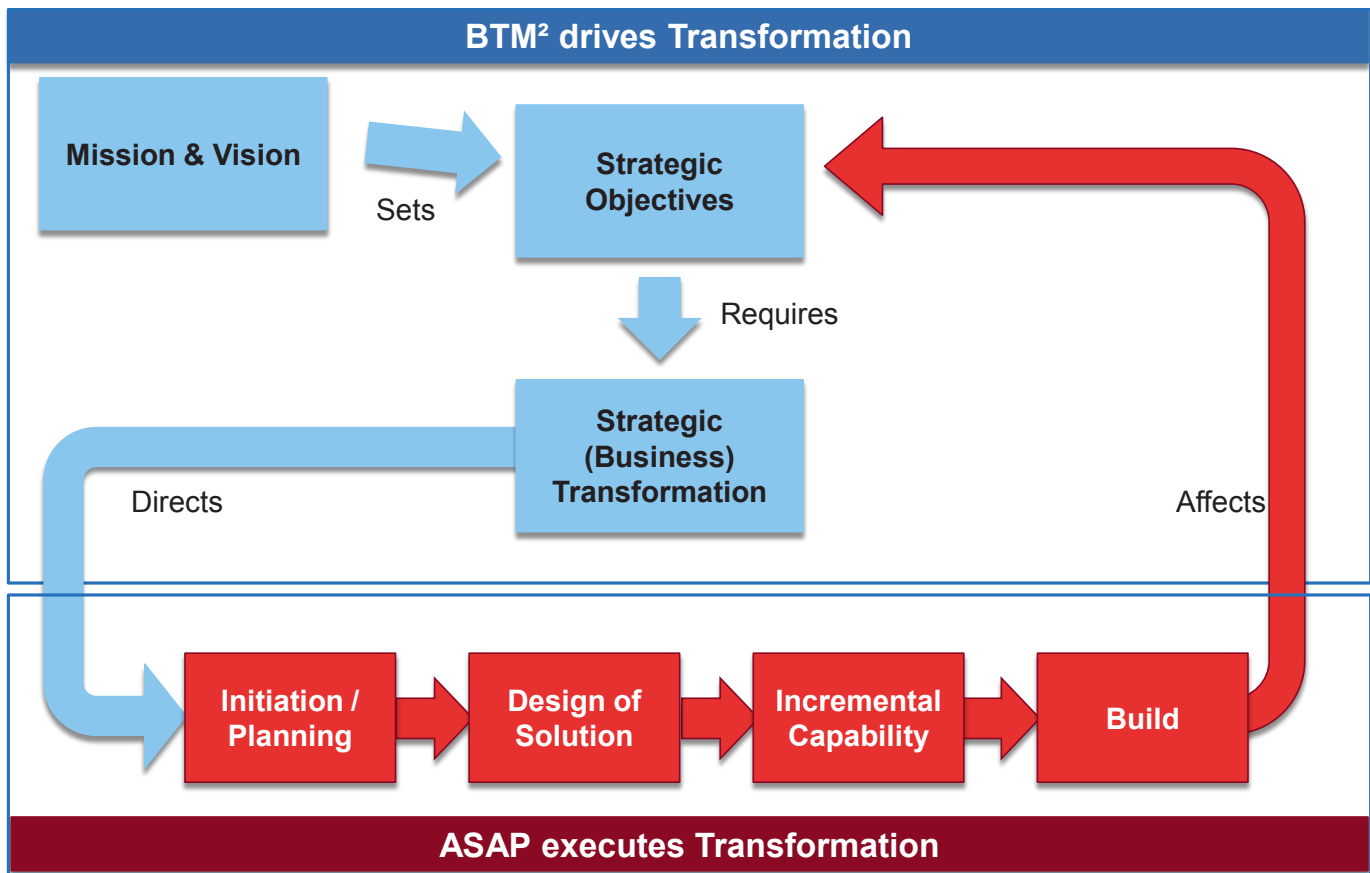 BTM² drives Transformation
Mission & Vision
Sets
Strategic
Objectives
Requires
Strategic
(Business)
Transformation
Directs
Affects
Initiation /
Planning
Design of
Solution
Incremental
Capability
Build
ASAP executes Transformation